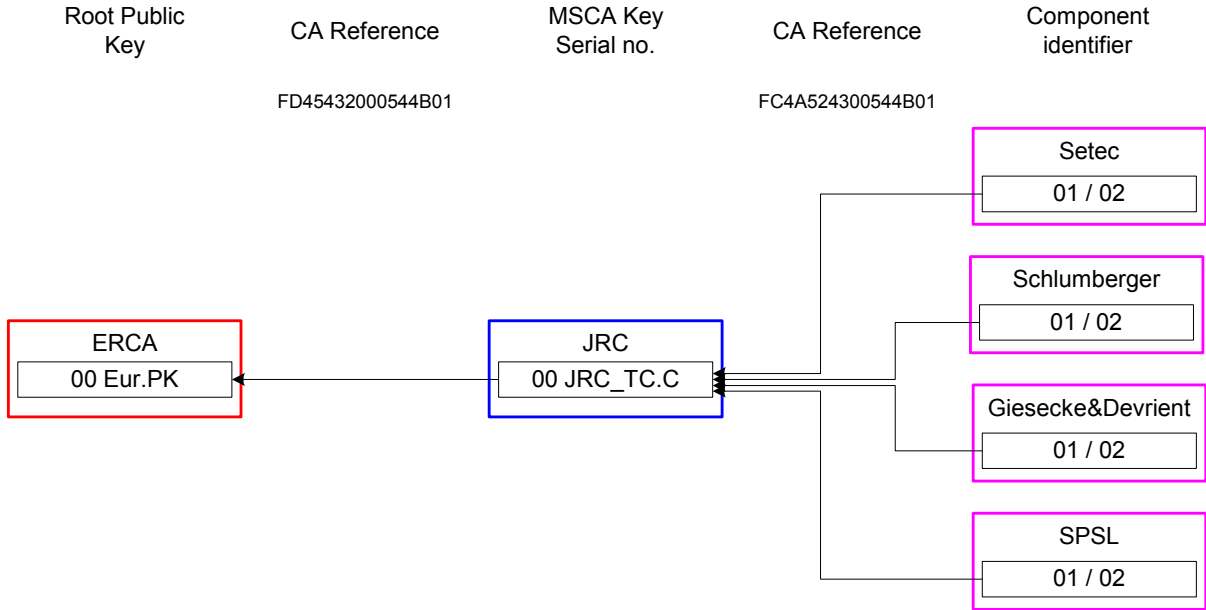 Root Public
Key
CA Reference
MSCA Key
Serial no.
CA Reference
Component
identifier
FD45432000544B01
FC4A524300544B01
Setec
01 / 02
Schlumberger
01 / 02
ERCA
00 Eur.PK
JRC
00 JRC_TC.C
Giesecke&Devrient
01 / 02
SPSL
01 / 02